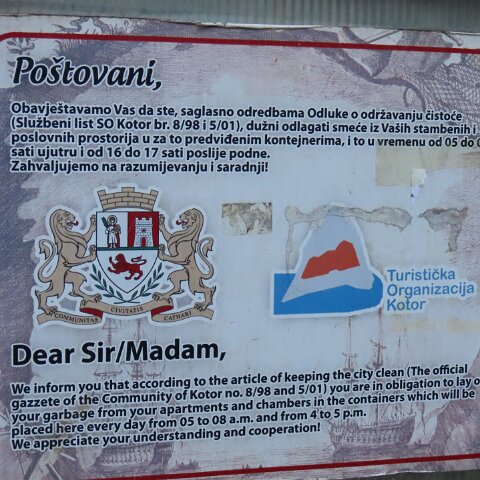 Poštovani,
Obavještavamo Vas da ste, saglasno odredbama Odluke o održavanju čistoće
(Službeni list SO Kotor br. 8/98 i 5/01), dužni odlagati smeće iz Vaših stambenih i
poslovnih prostorija u za to predviđenim kontejnerima, i to u vremenu od 05 do
sati ujutru i od 16 do 17 sati poslije podne.
Zahvaljujemo na razumijevanju i saradnji!
COMMUNITAS CIVITATIS CATHARI
Turistička
Organizacija
Kotor
Dear Sir/Madam,
We inform you that according to the article of keeping the city clean (The official
gazzete of the Community of Kotor no. 8/98 and 5/01) you are in obligation to lay
your garbage from your apartments and chambers in the containers which will be
placed here every day from 05 to 08 a.m. and from 4 to 5 p.m.
We appreciate your understanding and cooperation!